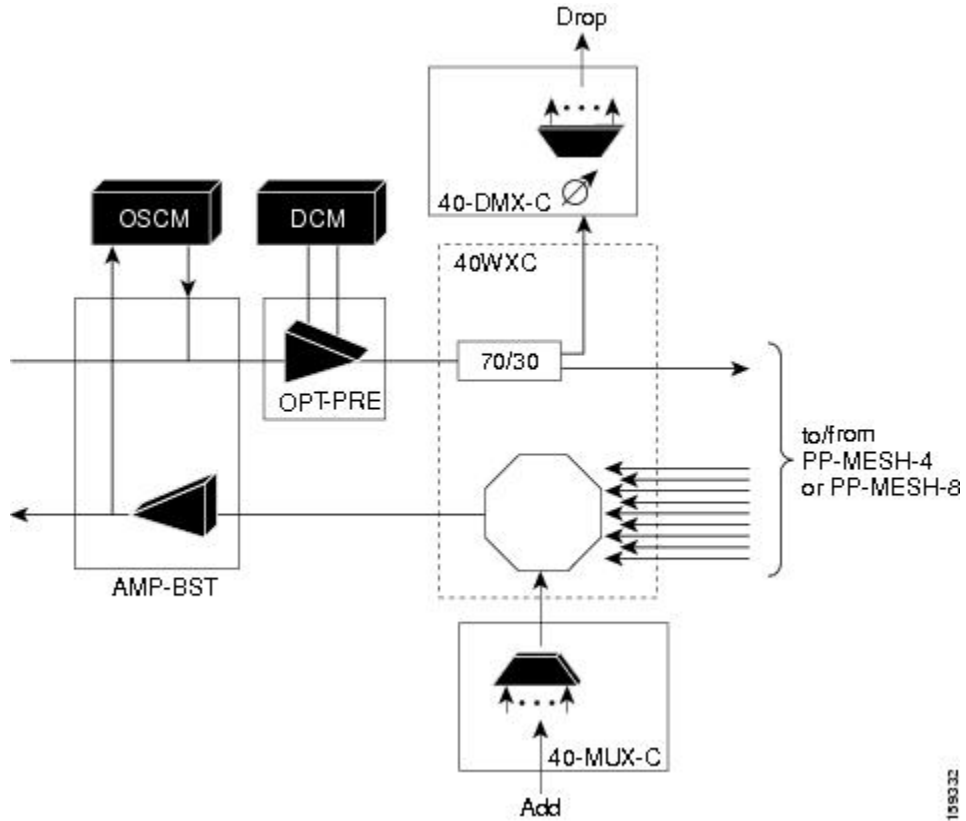 Drop
40-DMX-C
OSCM
DCM
40WXC
70/30
OPT-PRE
to/from
PP-MESH-4
or PP-MESH-8
AMP-BST
40-MUX-C
Add
159332